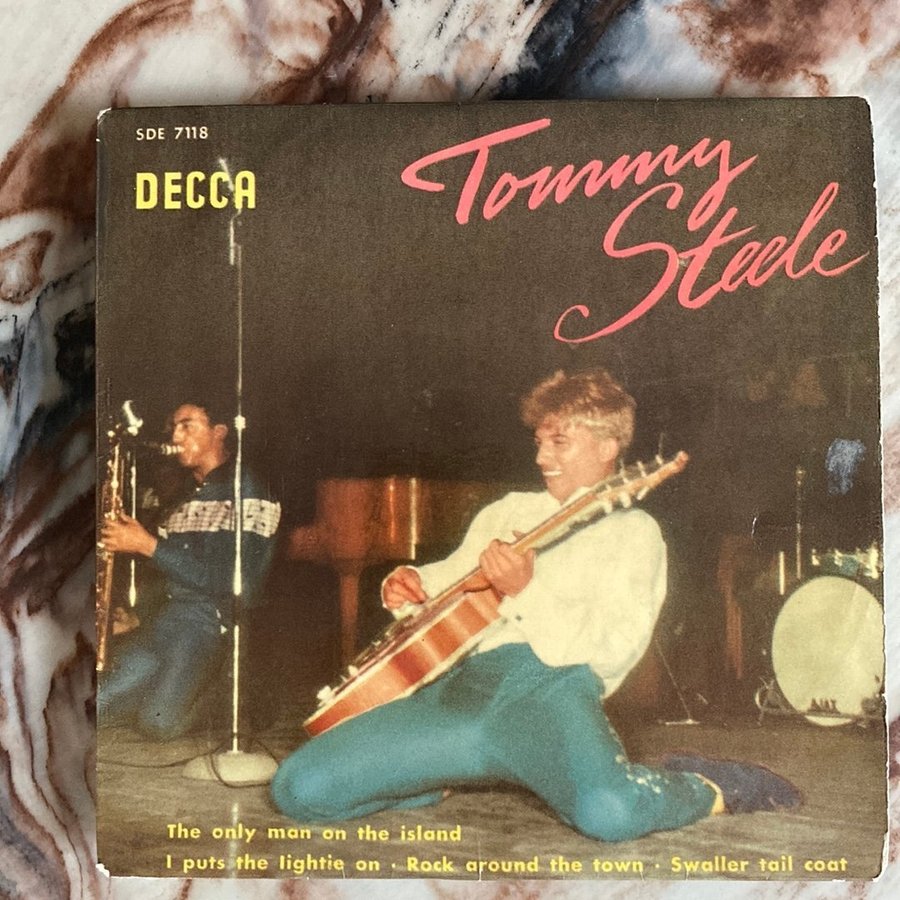 SDE 7118
DECCA
Tommy
Steele
AJAX
The only man on the island
I puts the lightie on · Rock around the town · Swaller tail coat